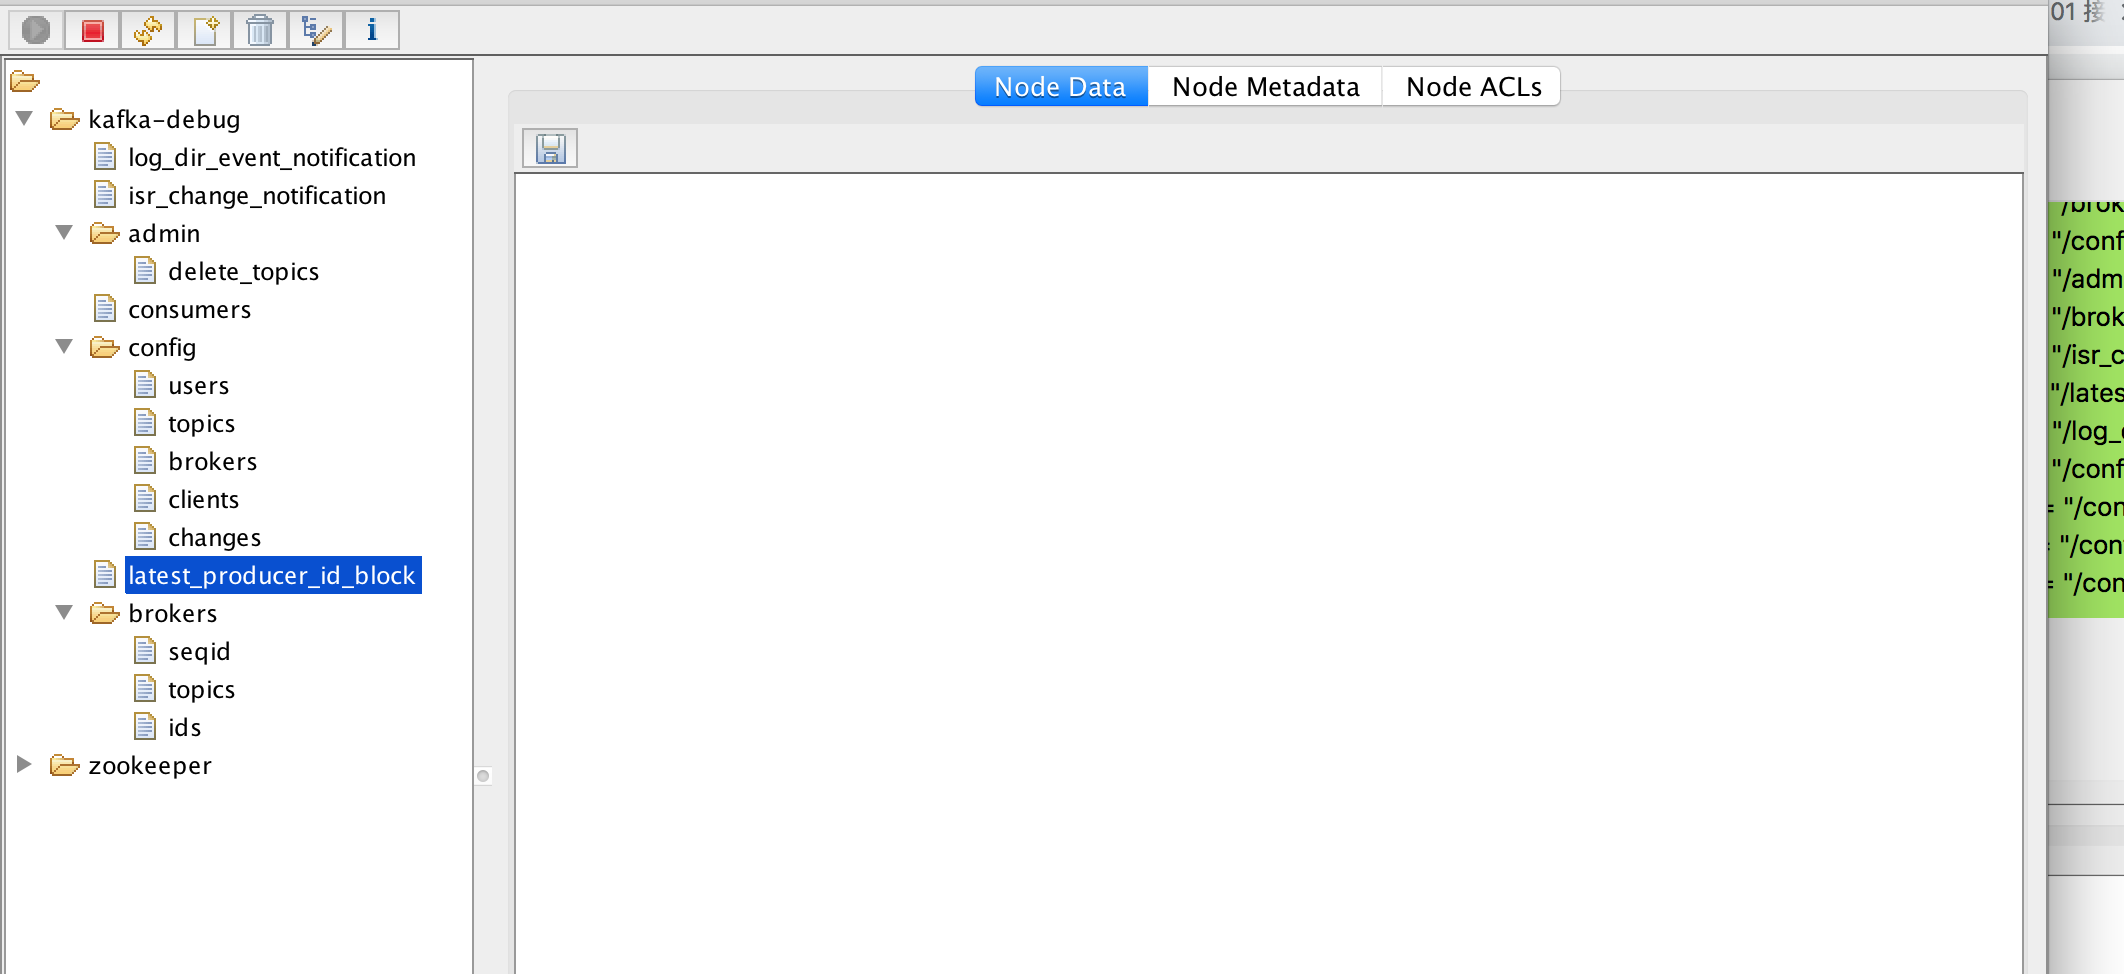 Node Data
Node Metadata
Node ACLs
kafka-debug
log_dir_event_notification
isr_change_notification
admin
delete_topics
consumers
config
users
topics
brokers
clients
changes
latest_producer_id_block
brokers
seqid
topics
ids
zookeeper
01 接
"/brok
"/conf
"/adm
"/brok
"/isr_c
"/lates
"/log_
"/conf
= "/con
"/con
= "/con